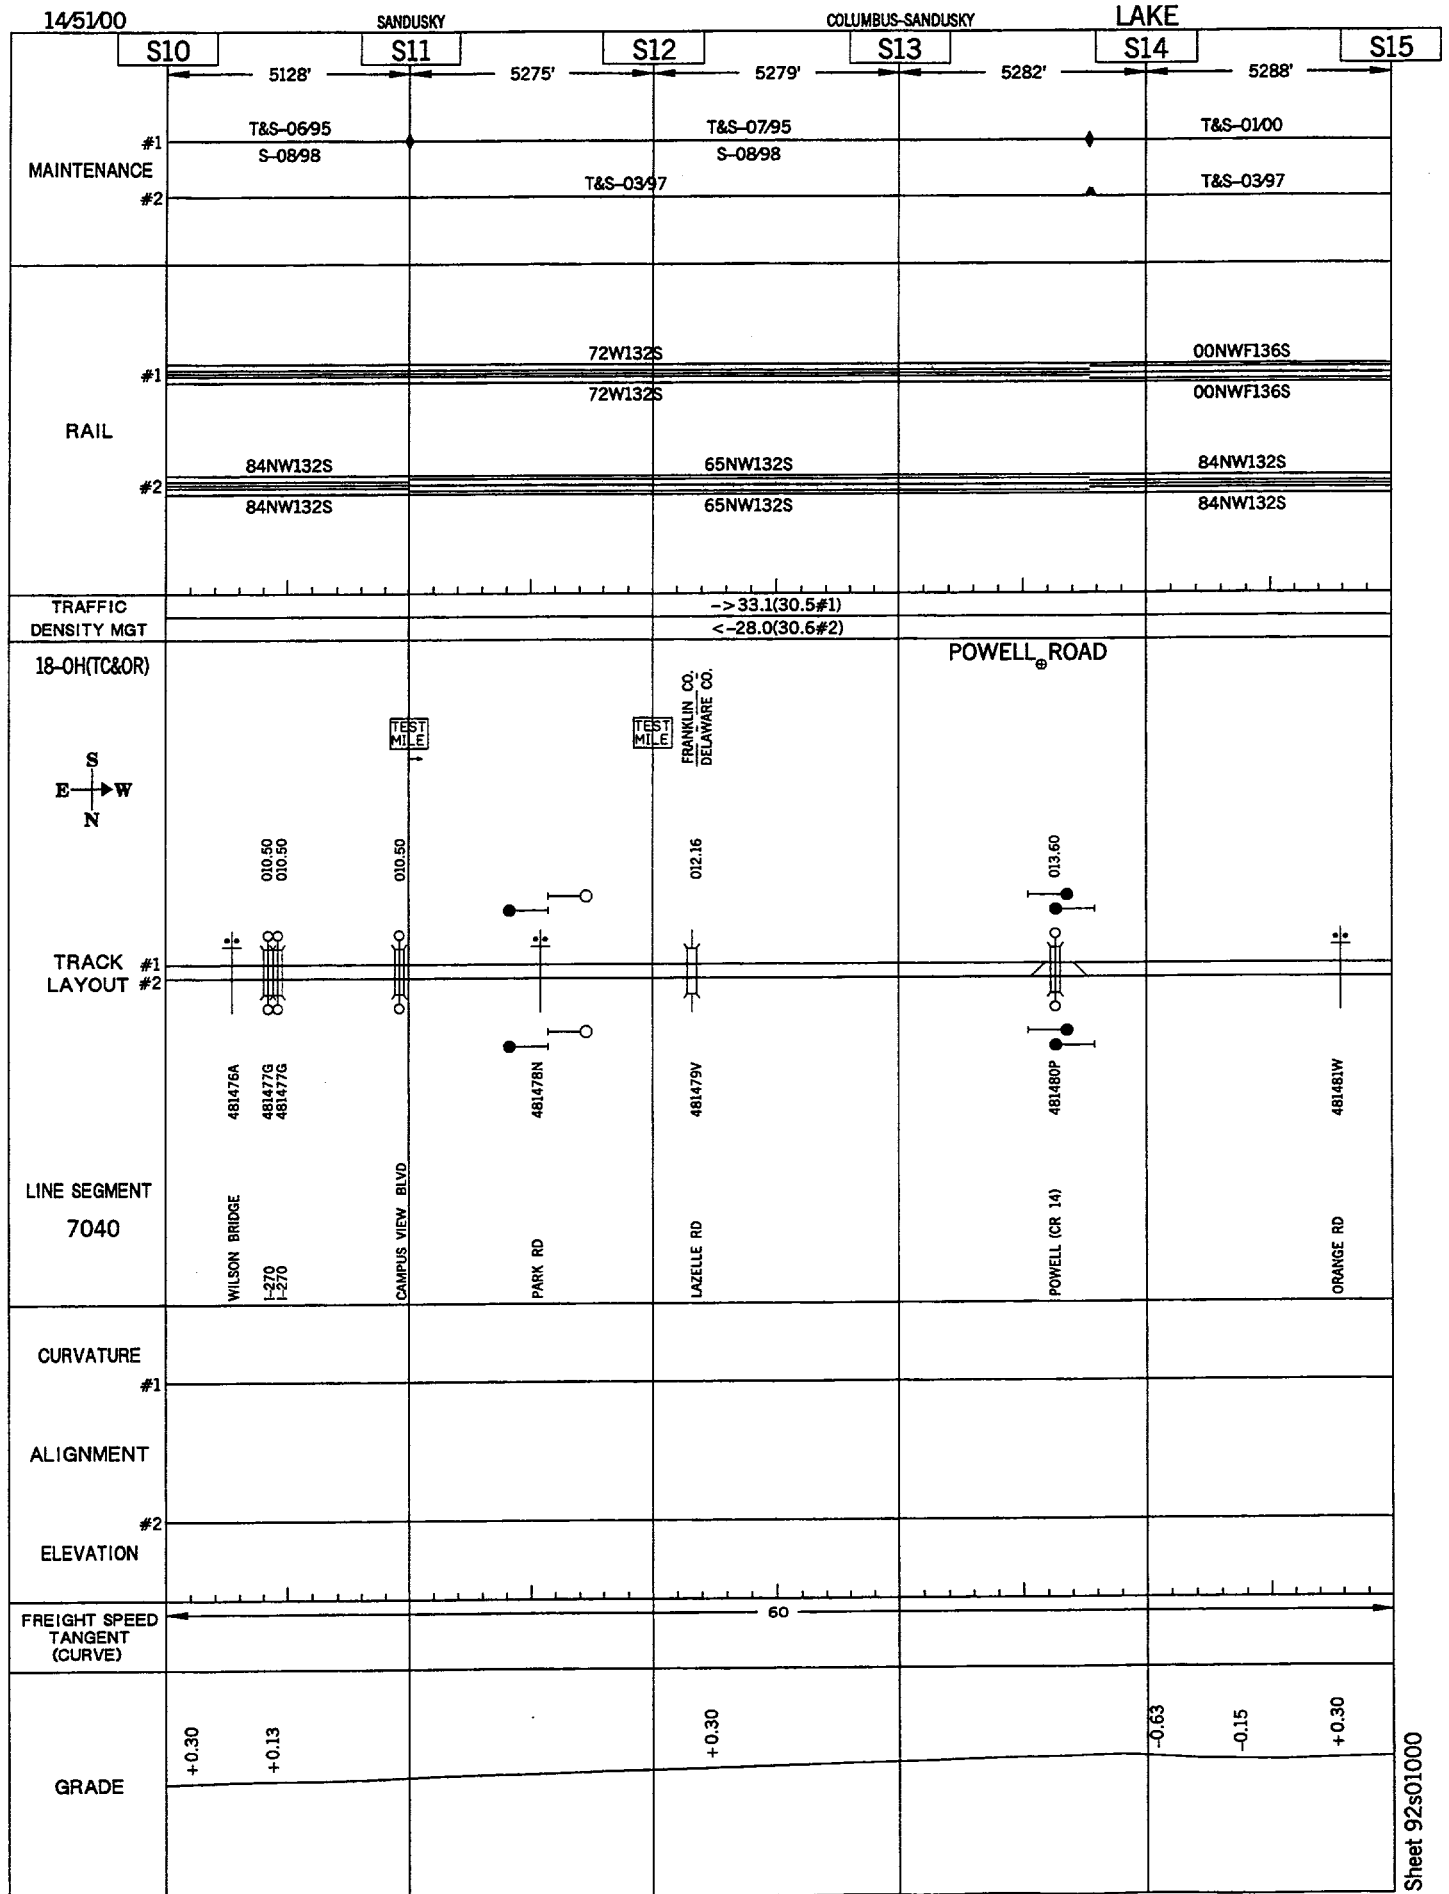 14/51/00 SANDUSKY COLUMBUS-SANDUSKY LAKE
S10 S11 S12 S13 S14 S15
5128' 5275' 5279' 5282' 5288'
T&S-06/95 T&S-07/95 T&S-01/00
#1
S-08/98 S-08/98
MAINTENANCE
T&S-03/97 T&S-03/97
#2
72W132S 00NWF136S
#1
72W132S 00NWF136S
RAIL
84NW132S 65NW132S 84NW132S
#2
84NW132S 65NW132S 84NW132S
TRAFFIC ->33.1(30.5#1)
DENSITY MGT <-28.0(30.6#2)
18-OH(TC&OR) POWELL ROAD
FRANKLIN CO.
DELAWARE CO.
TEST MILE TEST MILE
S
E W
N
010.50 010.50 010.50 012.16 013.60
TRACK #1
LAYOUT #2
481476A 481477G 481477G 481478N 481479V 481480P 481481W
LINE SEGMENT
7040
WILSON BRIDGE I-270 I-270 CAMPUS VIEW BLVD PARK RD LAZELLE RD POWELL (CR 14) ORANGE RD
CURVATURE
#1
ALIGNMENT
#2
ELEVATION
FREIGHT SPEED 60
TANGENT
(CURVE)
+0.30 +0.13 +0.30 -0.63 -0.15 +0.30
GRADE
Sheet 92s01000